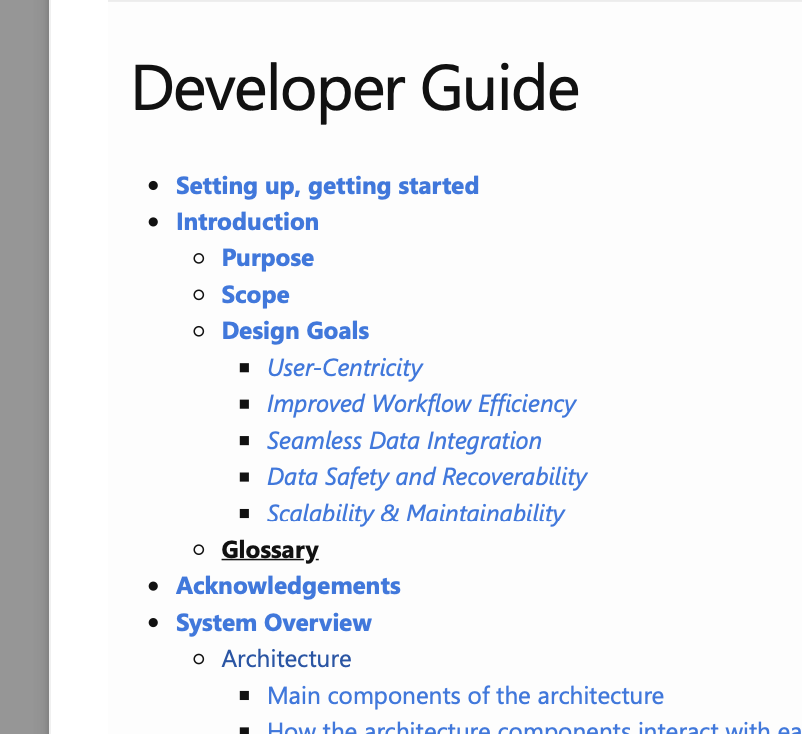 Developer Guide
Setting up, getting started
Introduction
Purpose
Scope
Design Goals
User-Centricity
Improved Workflow Efficiency
Seamless Data Integration
Data Safety and Recoverability
Scalability & Maintainability
Glossary
Acknowledgements
System Overview
Architecture
Main components of the architecture
How the architecture components interact with